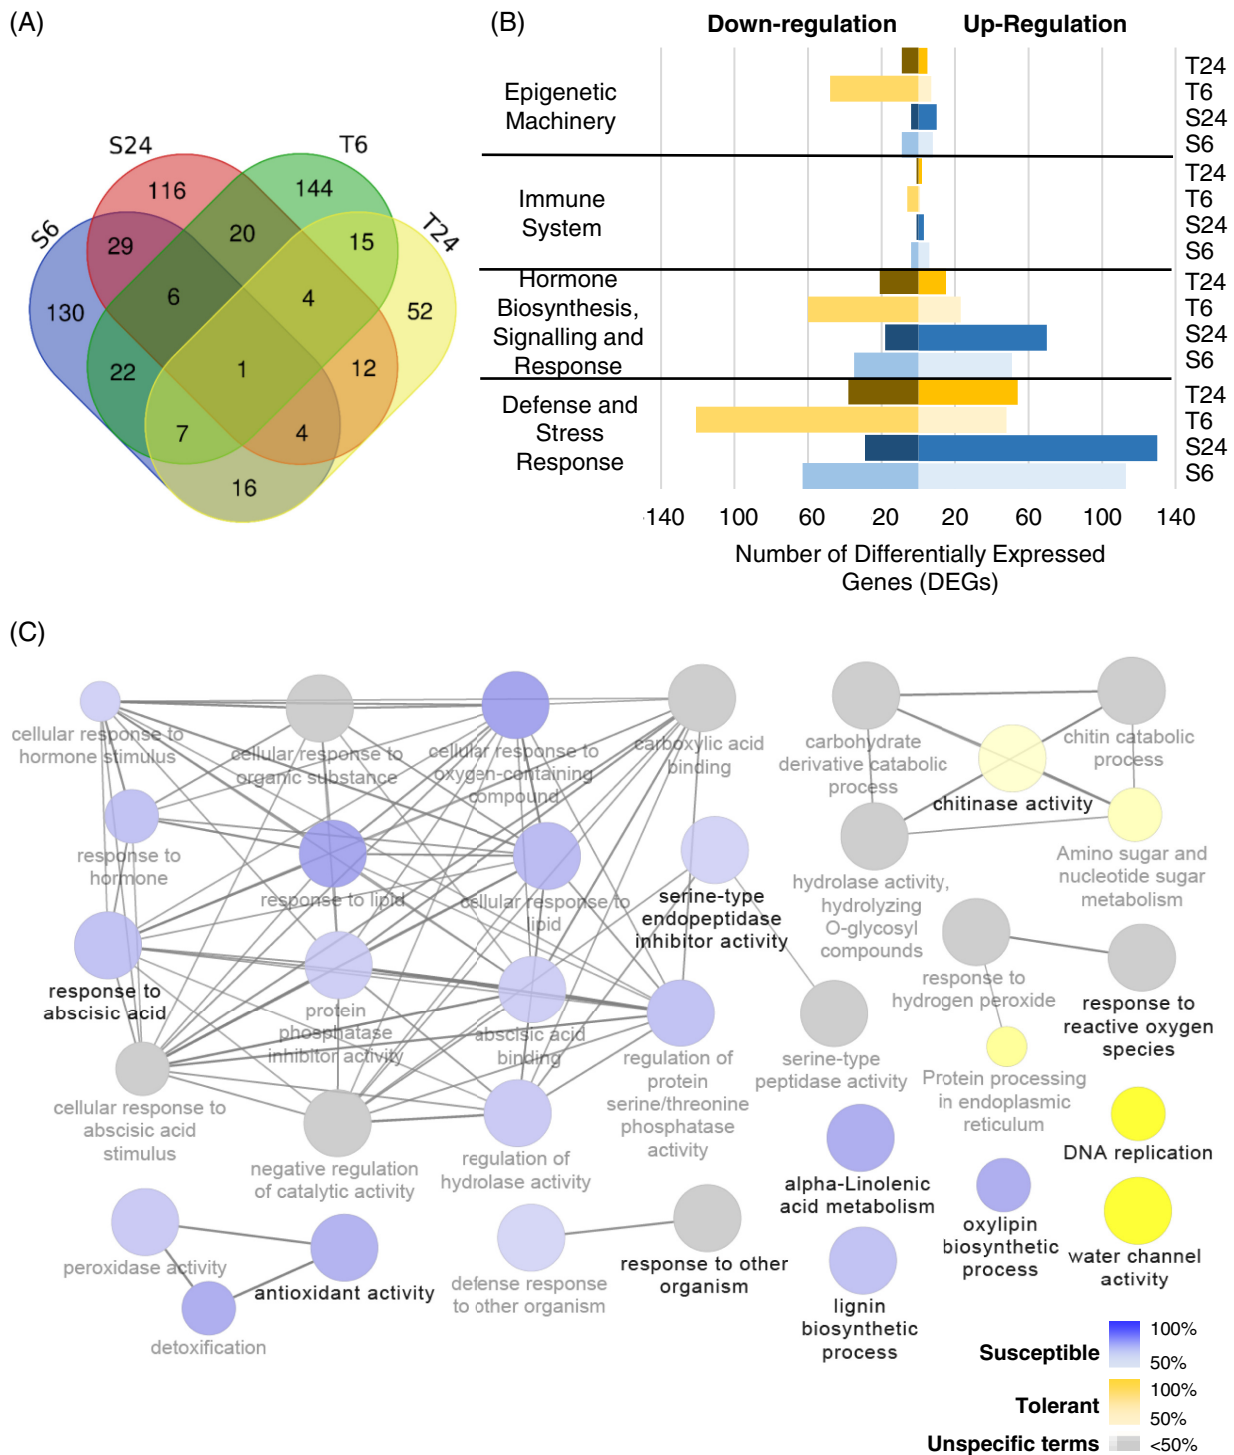 (A)
S24
T6
S6
T24
116
144
29
20
15
130
6
4
52
22
1
12
7
4
16
(B)
Down-regulation
Up-Regulation
Epigenetic
Machinery
T24
T6
S24
S6
Immune
System
T24
T6
S24
S6
Hormone
Biosynthesis,
Signalling and
Response
T24
T6
S24
S6
Defense and
Stress
Response
T24
T6
S24
S6
140 100 60 20 20 60 100 140
Number of Differentially Expressed
Genes (DEGs)
(C)
cellular response to
hormone stimulus
cellular response to
organic substance
cellular response to
oxygen-containing
compound
carboxylic acid
binding
carbohydrate
derivative catabolic
process
chitin catabolic
process
chitinase activity
response to
hormone
response to lipid
cellular response to
lipid
serine-type
endopeptidase
inhibitor activity
hydrolase activity,
hydrolyzing
O-glycosyl
compounds
Amino sugar and
nucleotide sugar
metabolism
response to
abscisic acid
protein
phosphatase
inhibitor activity
abscisic acid
binding
regulation of
protein
serine/threonine
phosphatase
activity
serine-type
peptidase activity
response to
hydrogen peroxide
response to
reactive oxygen
species
Protein processing
in endoplasmic
reticulum
cellular response to
abscisic acid
stimulus
negative regulation
of catalytic activity
regulation of
hydrolase activity
alpha-Linolenic
acid metabolism
DNA replication
oxylipin
biosynthetic
process
water channel
activity
peroxidase activity
antioxidant activity
detoxification
defense response
to other organism
response to other
organism
lignin
biosynthetic
process
Susceptible
100%
50%
Tolerant
100%
50%
Unspecific terms
<50%